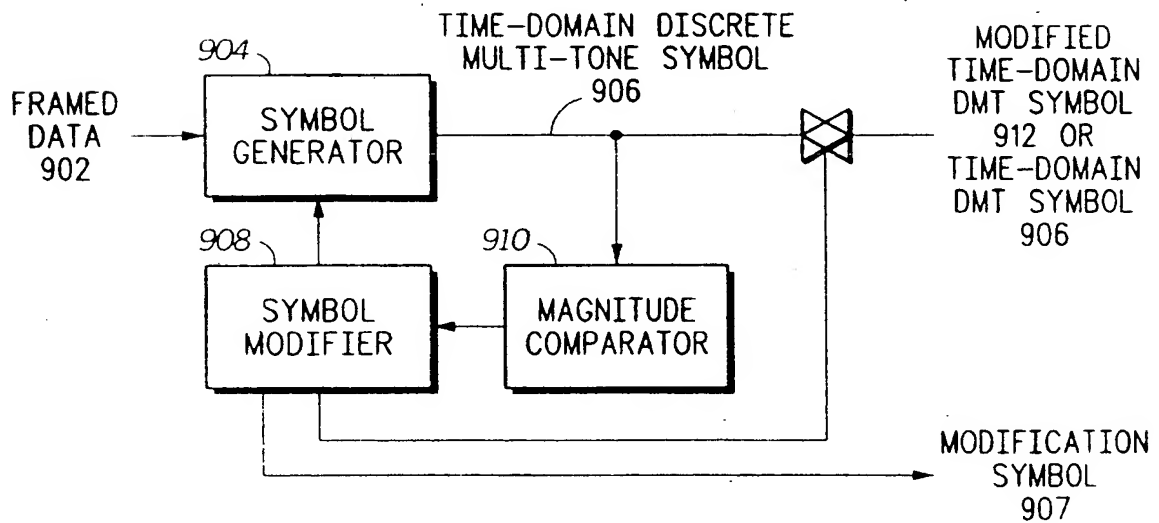 TIME-DOMAIN DISCRETE
MULTI-TONE SYMBOL
906
904
FRAMED
DATA
902
SYMBOL
GENERATOR
MODIFIED
TIME-DOMAIN
DMT SYMBOL
912 OR
TIME-DOMAIN
DMT SYMBOL
906
908
SYMBOL
MODIFIER
910
MAGNITUDE
COMPARATOR
MODIFICATION
SYMBOL
907